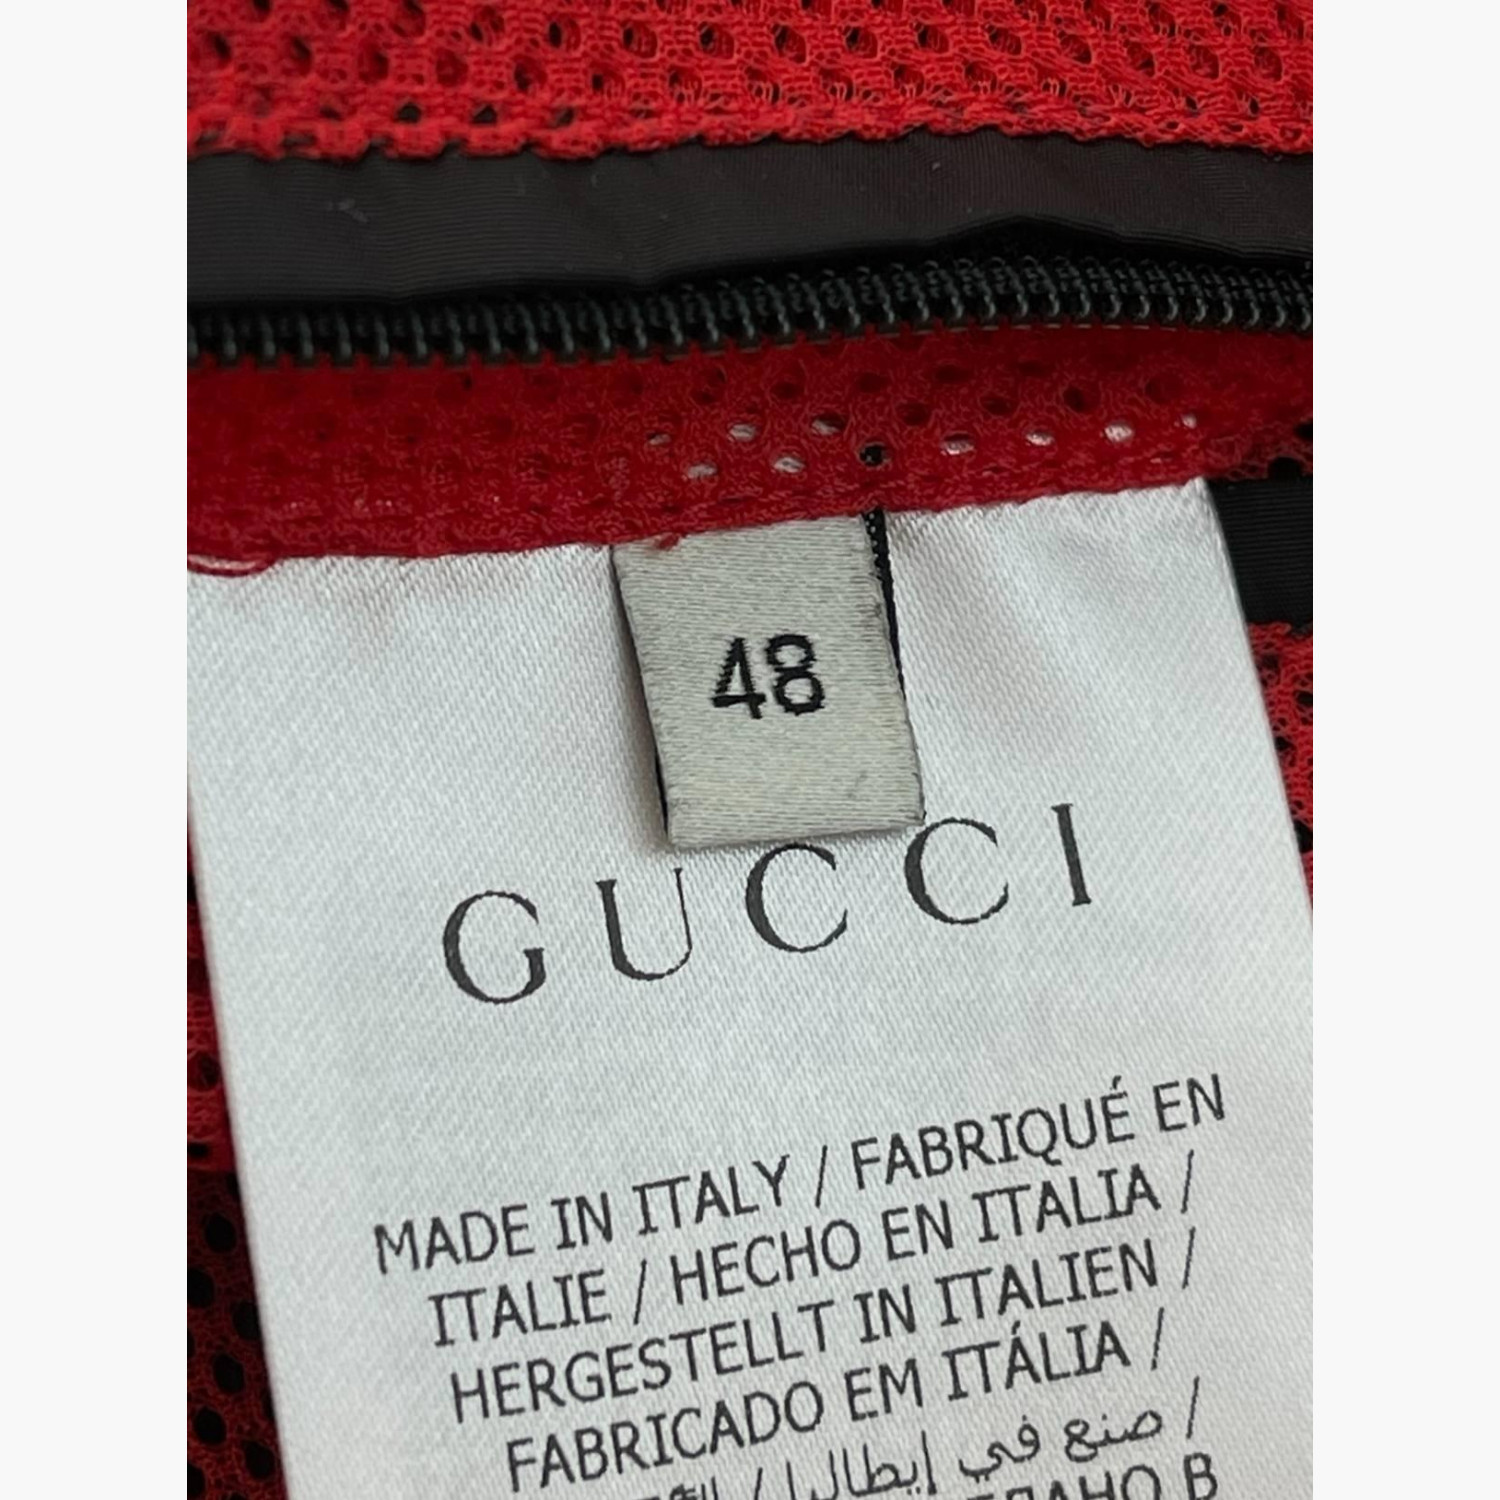 48
GUCCI
MADE IN ITALY / FABRIQUÉ EN
ITALIE / HECHO EN ITALIA /
HERGESTELLT IN ITALIEN /
FABRICADO EM ITÁLIA /
صنع في إيطاليا /